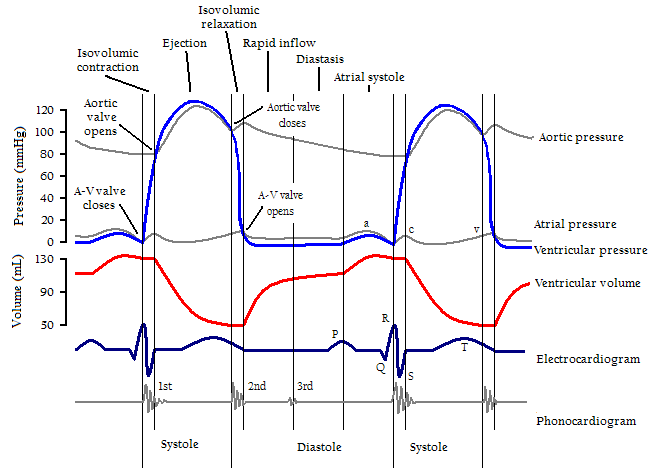 Isovolumic
relaxation
Isovolumic
contraction
Ejection
Rapid inflow
Diastasis
Atrial systole
Aortic
valve
opens
Aortic valve
closes
A-V valve
closes
A-V valve
opens
Pressure (mmHg)
120
100
80
60
40
20
0
a
c
v
Aortic pressure
Atrial pressure
Ventricular pressure
Volume (mL)
130
90
50
Ventricular volume
P
Q
R
S
T
Electrocardiogram
1st
2nd
3rd
Phonocardiogram
Systole
Diastole
Systole